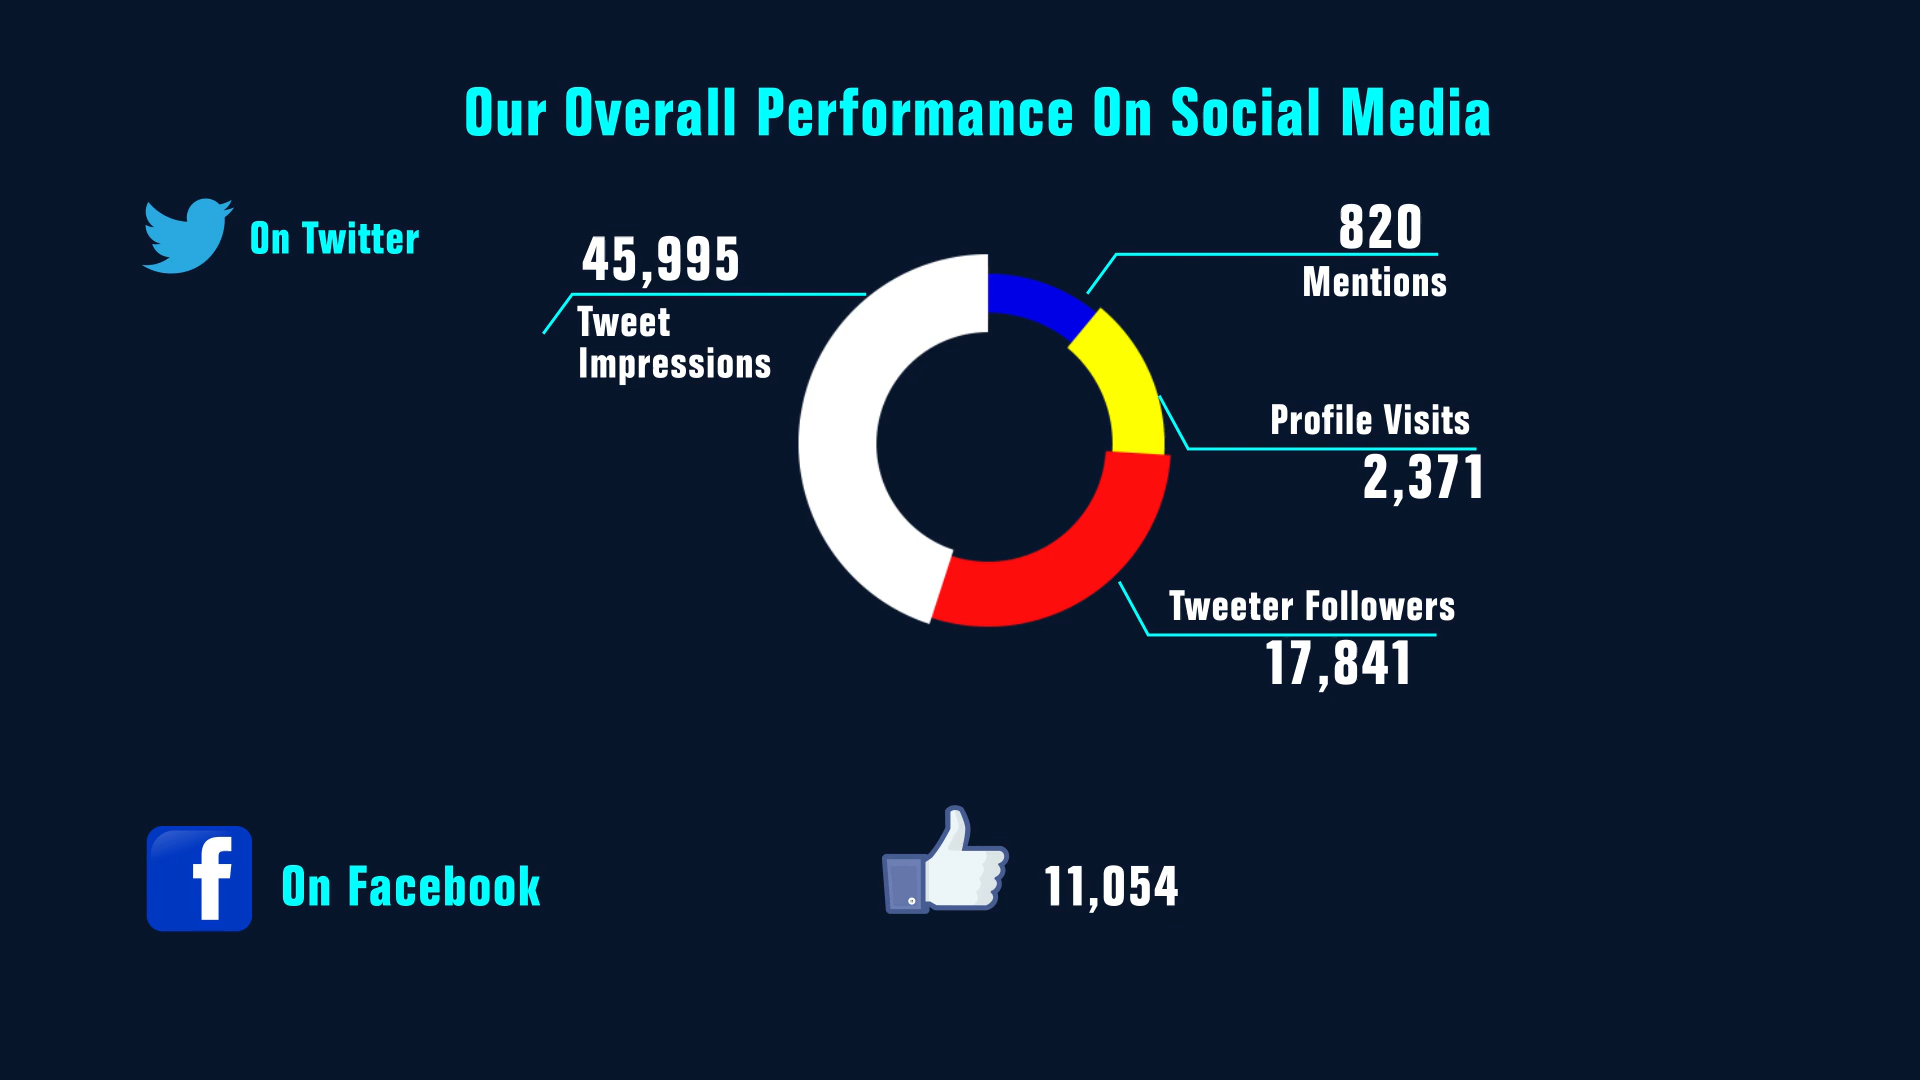 Our Overall Performance On Social Media
On Twitter
45,995
Tweet
Impressions
820
Mentions
Profile Visits
2,371
Tweeter Followers
17,841
f
On Facebook
11,054